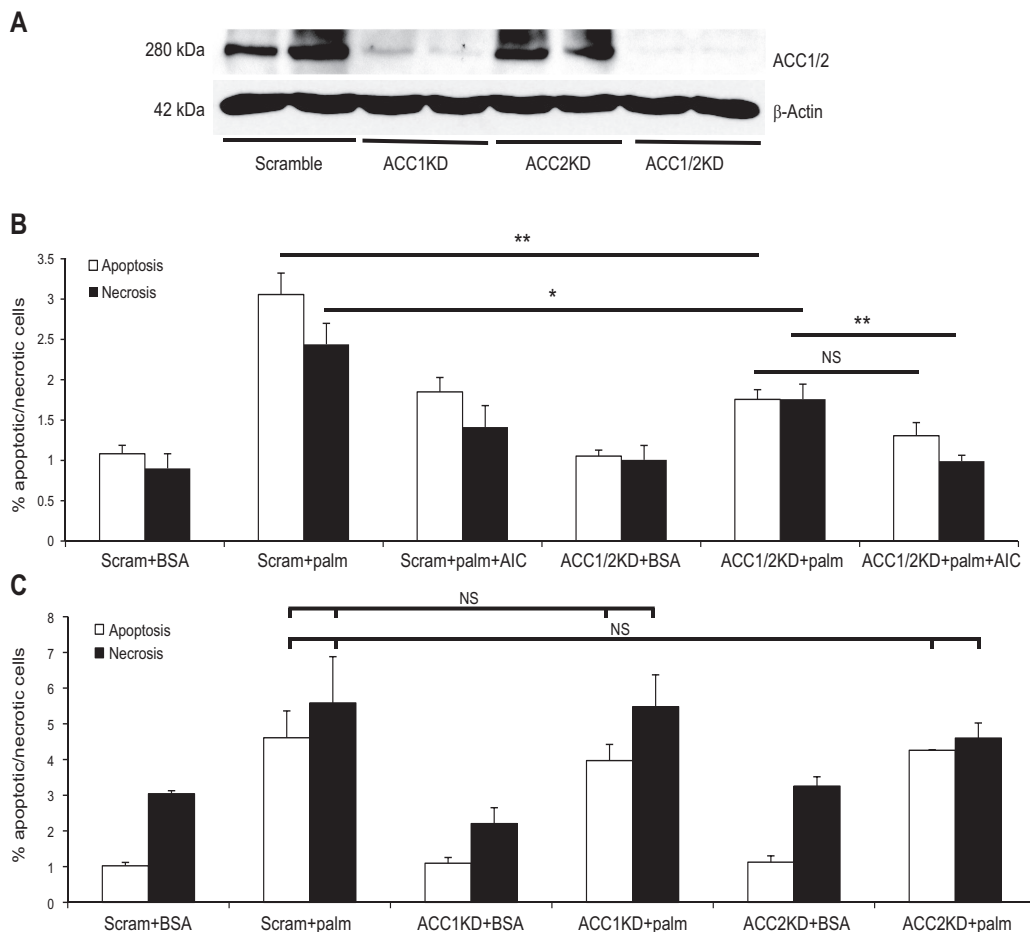 A
280 kDa
ACC1/2
42 kDa
β-Actin
Scramble ACC1KD ACC2KD ACC1/2KD
B
% apoptotic/necrotic cells
3.5
3
2.5
2
1.5
1
0.5
0
Apoptosis
Necrosis
**
*
**
NS
Scram+BSA Scram+palm Scram+palm+AIC ACC1/2KD+BSA ACC1/2KD+palm ACC1/2KD+palm+AIC
C
% apoptotic/necrotic cells
8
7
6
5
4
3
2
1
0
Apoptosis
Necrosis
NS
NS
Scram+BSA Scram+palm ACC1KD+BSA ACC1KD+palm ACC2KD+BSA ACC2KD+palm